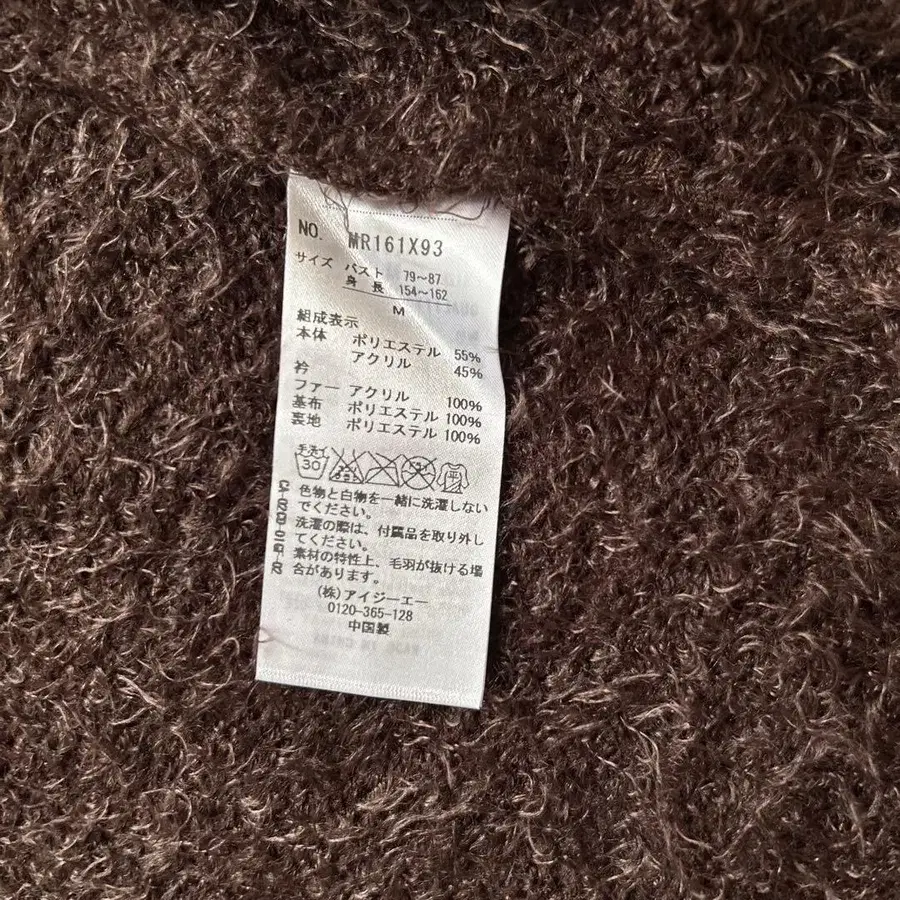 NO. MR161X93
サイズ バスト 79～87
身長 154～162
M
組成表示
本体 ポリエステル 55%
アクリル 45%
衿
ファー アクリル 100%
基布 ポリエステル 100%
裏地 ポリエステル 100%
手洗イ
30
平
色物と白物を一緒に洗濯しない
でください。
洗濯の際は、付属品を取り外し
てください。
素材の特性上、毛羽が抜ける場
合があります。
(株)アイジーエー
0120-365-128
中国製